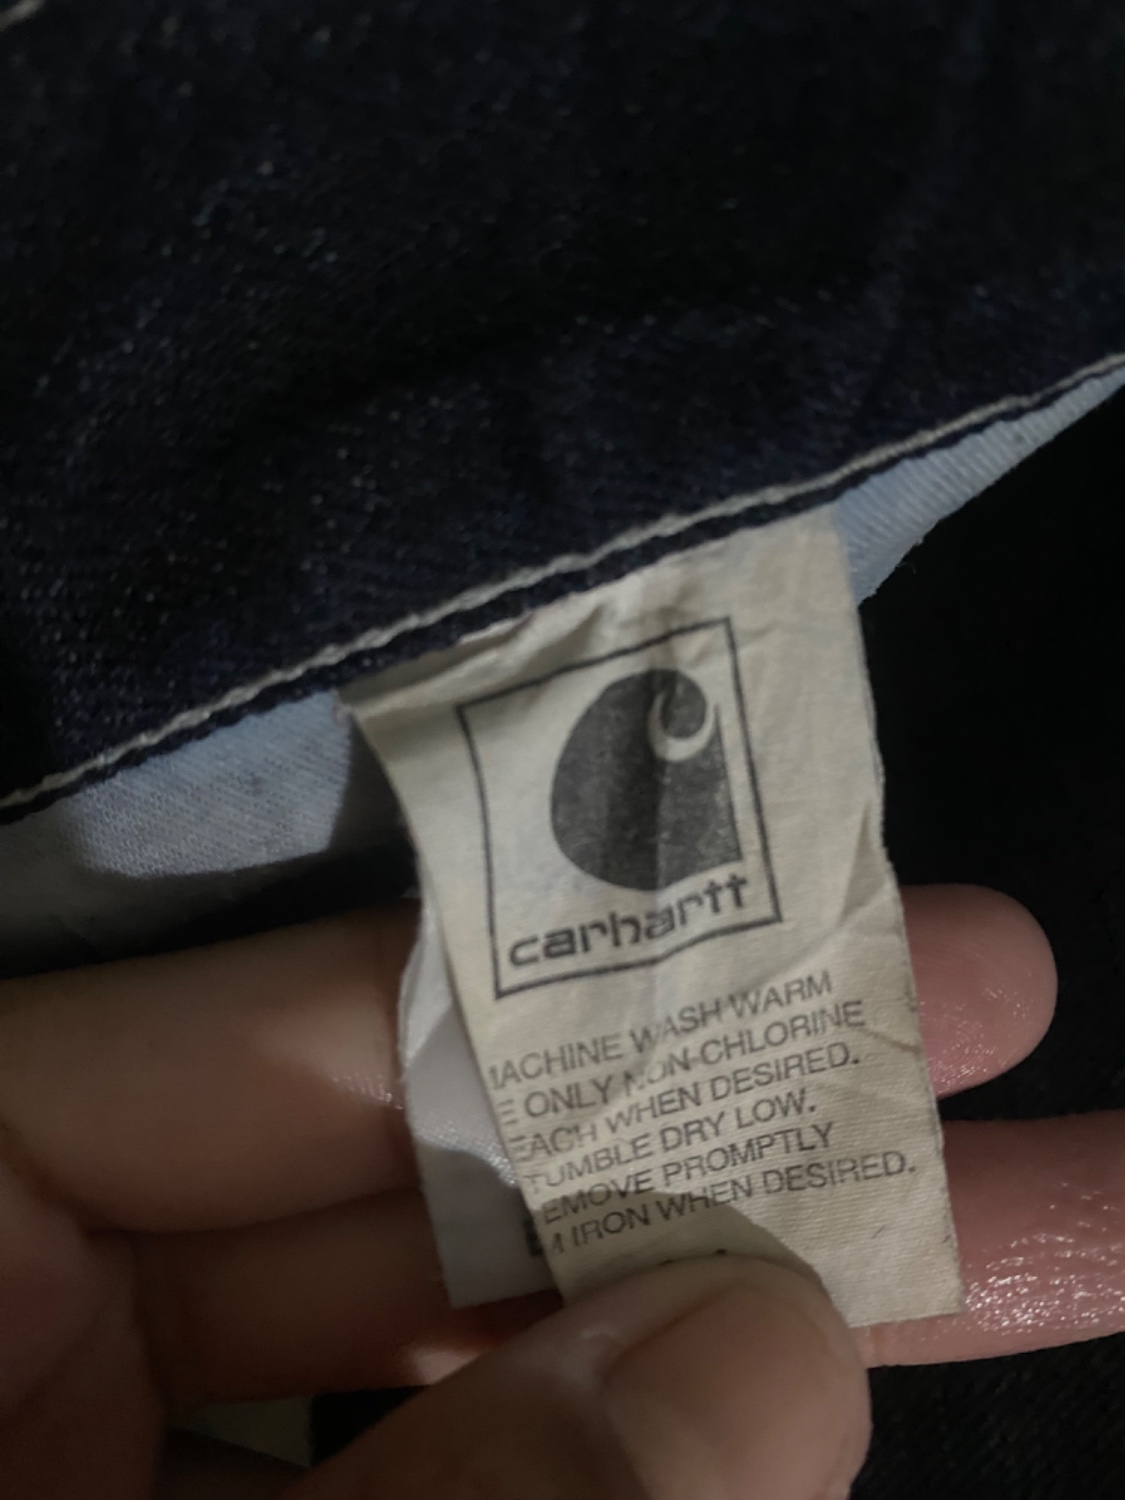 carhartt
MACHINE WASH WARM
ONLY NON-CHLORINE
EACH WHEN DESIRED.
TUMBLE DRY LOW.
EMOVE PROMPTLY
M IRON WHEN DESIRED.